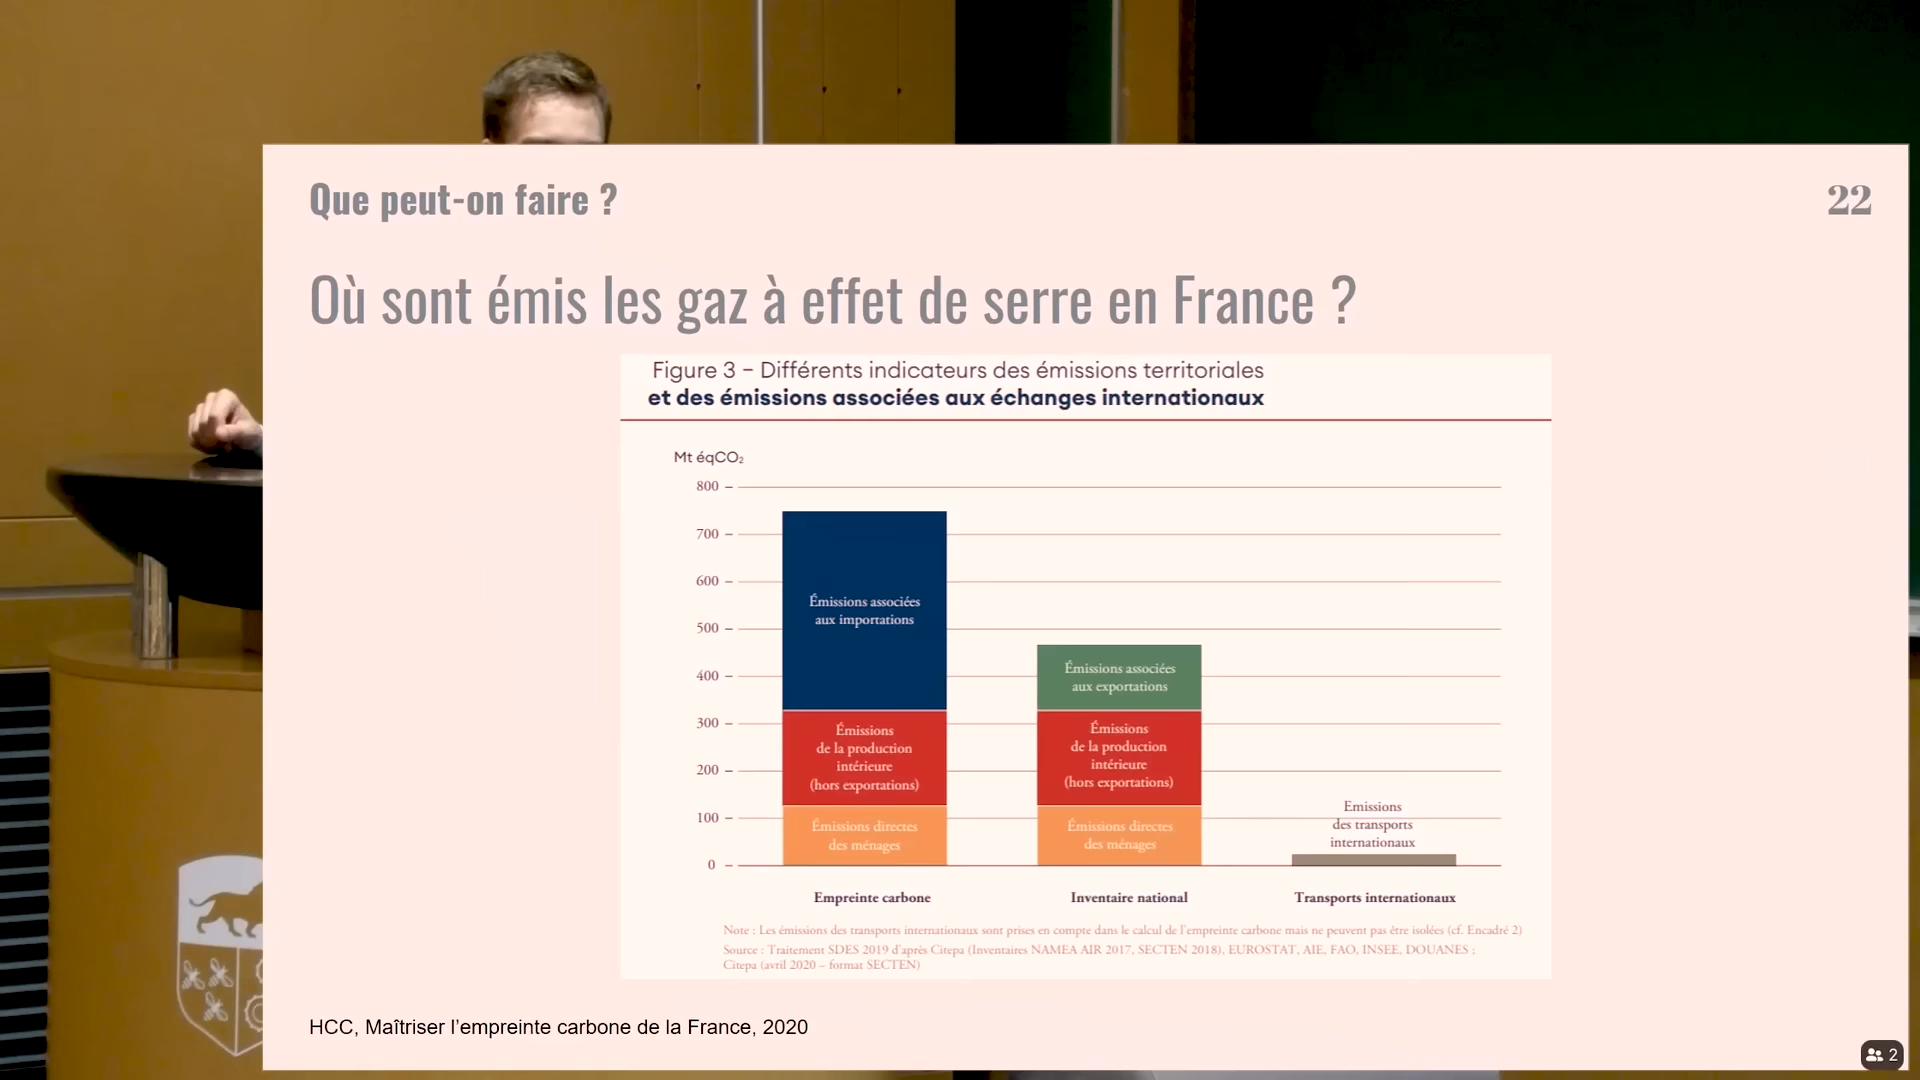 Que peut-on faire ?
22
Où sont émis les gaz à effet de serre en France ?
Figure 3 – Différents indicateurs des émissions territoriales
et des émissions associées aux échanges internationaux
Mt éqCO₂
800
700
600
500
400
300
200
100
0
Émissions associées
aux importations
Émissions
de la production
intérieure
(hors exportations)
Émissions directes
des ménages
Émissions associées
aux exportations
Émissions
de la production
intérieure
(hors exportations)
Émissions directes
des ménages
Emissions
des transports
internationaux
Empreinte carbone
Inventaire national
Transports internationaux
Note : Les émissions des transports internationaux sont prises en compte dans le calcul de l'empreinte carbone mais ne peuvent pas être isolées (cf. Encadré 2)
Source : Traitement SDES 2019 d'après Citepa (Inventaires NAMEA AIR 2017, SECTEN 2018), EUROSTAT, AIE, FAO, INSEE, DOUANES ;
Citepa (avril 2020 – format SECTEN)
HCC, Maîtriser l'empreinte carbone de la France, 2020
2